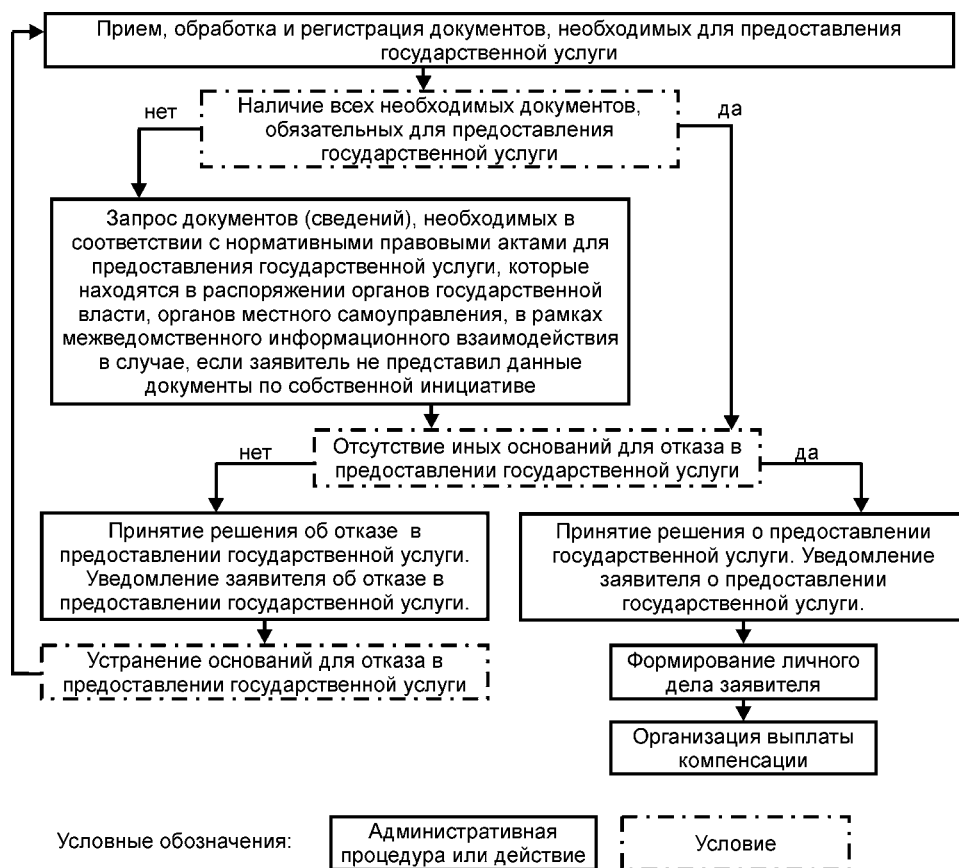 Прием, обработка и регистрация документов, необходимых для предоставления
государственной услуги
нет
Наличие всех необходимых документов,
обязательных для предоставления
государственной услуги
да
Запрос документов (сведений), необходимых в
соответствии с нормативными правовыми актами для
предоставления государственной услуги, которые
находятся в распоряжении органов государственной
власти, органов местного самоуправления, в рамках
межведомственного информационного взаимодействия
в случае, если заявитель не представил данные
документы по собственной инициативе
нет
Отсутствие иных оснований для отказа в
предоставлении государственной услуги
да
Принятие решения об отказе в
предоставлении государственной услуги.
Уведомление заявителя об отказе в
предоставлении государственной услуги.
Принятие решения о предоставлении
государственной услуги. Уведомление
заявителя о предоставлении
государственной услуги.
Устранение оснований для отказа в
предоставлении государственной услуги
Формирование личного
дела заявителя
Организация выплаты
компенсации
Условные обозначения:
Административная
процедура или действие
Условие